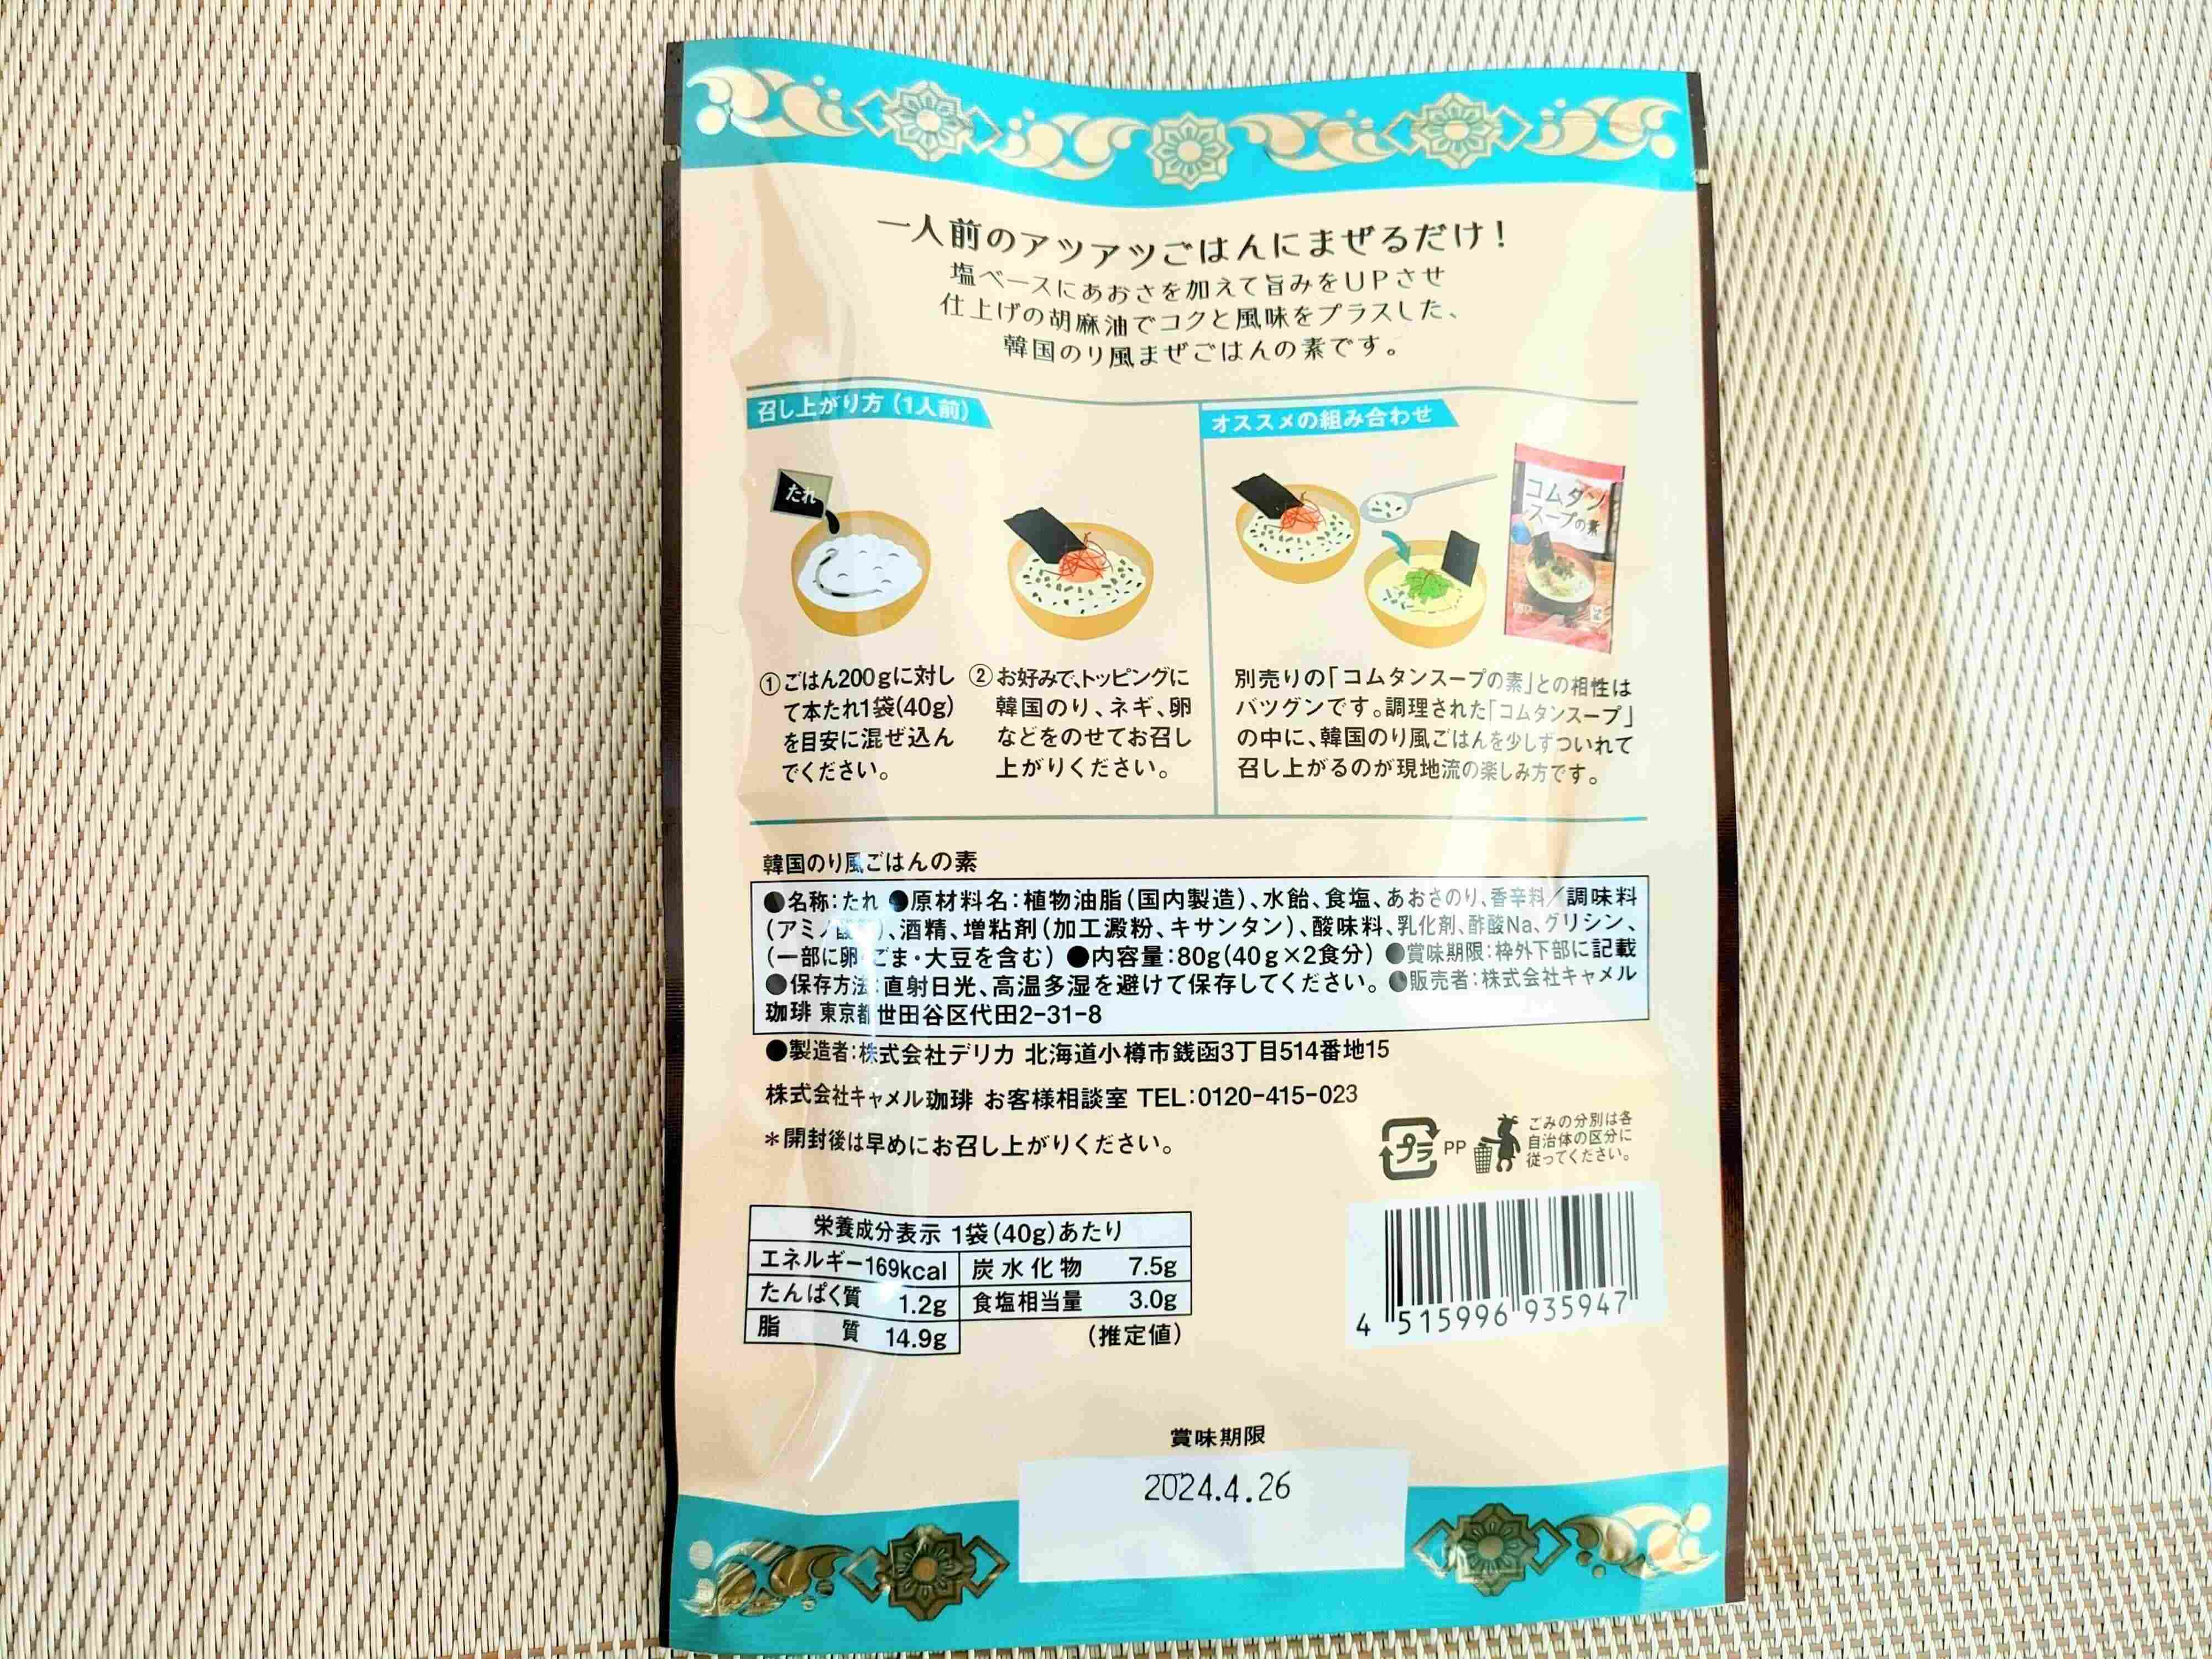 一人前のアツアツごはんにまぜるだけ！
塩ベースにあおさを加えて旨みをUPさせ
仕上げの胡麻油でコクと風味をプラスした、
韓国のり風まぜごはんの素です。
召し上がり方（1人前）
たれ
①ごはん200gに対し
て本たれ1袋(40g)
を目安に混ぜ込ん
でください。
②お好みで、トッピングに
韓国のり、ネギ、卵
などをのせてお召し
上がりください。
オススメの組み合わせ
コムタン
スープの素
別売りの「コムタンスープの素」との相性は
バツグンです。調理された「コムタンスープ」
の中に、韓国のり風ごはんを少しずついれて
召し上がるのが現地流の楽しみ方です。
韓国のり風ごはんの素
●名称：たれ ●原材料名：植物油脂（国内製造）、水飴、食塩、あおさのり、香辛料／調味料
（アミノ酸）、酒精、増粘剤（加工澱粉、キサンタン）、酸味料、乳化剤、酢酸Na、グリシン、
（一部に卵・ごま・大豆を含む）●内容量：80g(40g×2食分) ●賞味期限：枠外下部に記載
●保存方法：直射日光、高温多湿を避けて保存してください。●販売者：株式会社キャメル
珈琲 東京都世田谷区代田2-31-8
●製造者：株式会社デリカ 北海道小樽市銭函3丁目514番地15
株式会社キャメル珈琲 お客様相談室 TEL：0120-415-023
＊開封後は早めにお召し上がりください。
プラ PP
ごみの分別は各
自治体の区分に
従ってください。
栄養成分表示 1袋(40g)あたり
エネルギー 169kcal 炭水化物 7.5g
たんぱく質 1.2g 食塩相当量 3.0g
脂質 14.9g （推定値）
4 515996 935947
賞味期限
2024.4.26